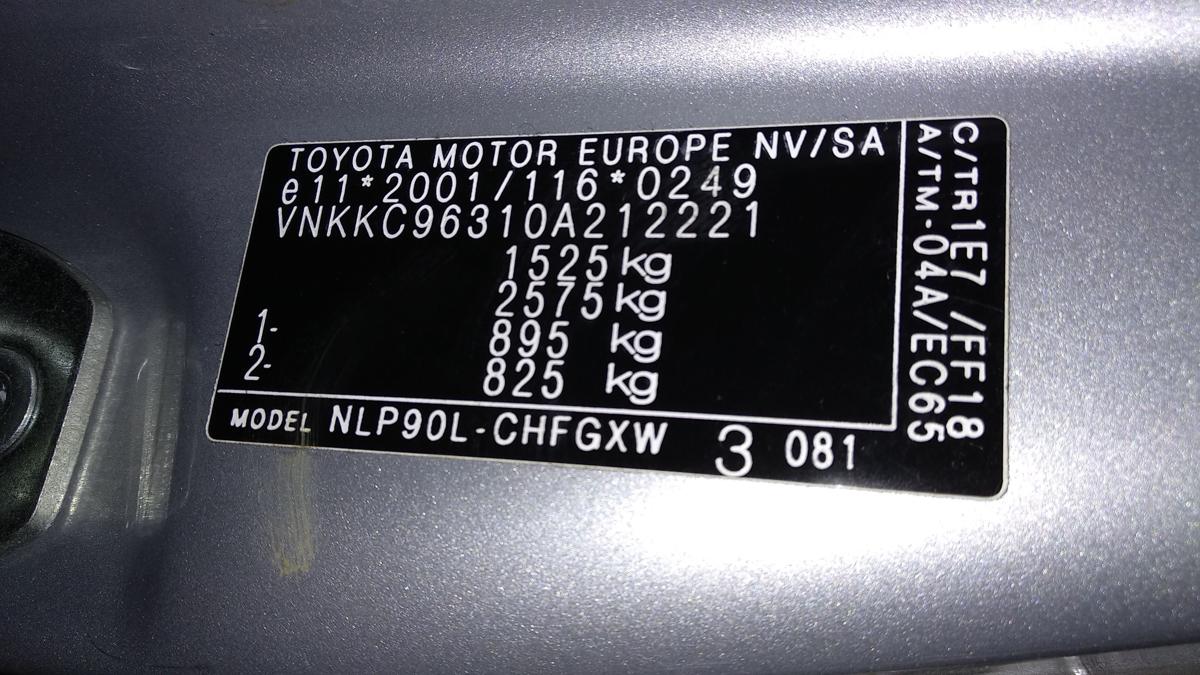 TOYOTA MOTOR EUROPE NV/SA
e11*2001/116*0249
VNKKC96310A212221
1525 kg
2575 kg
1- 895 kg
2- 825 kg
MODEL NLP90L-CHFGXW 3 081
C/TR1E7 /FF18
A/TM-04A/EC65